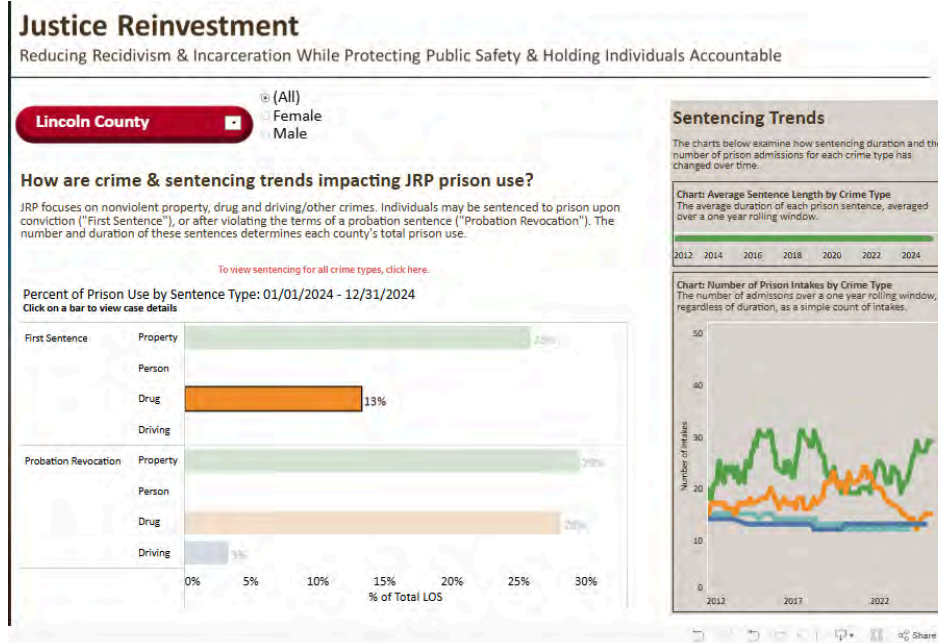 Justice Reinvestment
Reducing Recidivism & Incarceration While Protecting Public Safety & Holding Individuals Accountable
Lincoln County
(All)
Female
Male
How are crime & sentencing trends impacting JRP prison use?
JRP focuses on nonviolent property, drug and driving/other crimes. Individuals may be sentenced to prison upon
conviction ("First Sentence"), or after violating the terms of a probation sentence ("Probation Revocation"). The
number and duration of these sentences determines each county's total prison use.
To view sentencing for all crime types, click here.
Percent of Prison Use by Sentence Type: 01/01/2024 - 12/31/2024
Click on a bar to view case details
First Sentence
Property
Person
Drug
13%
Driving
Probation Revocation
Property
Person
Drug
Driving
3%
0% 5% 10% 15% 20% 25% 30%
% of Total LOS
Sentencing Trends
The charts below examine how sentencing duration and the
number of prison admissions for each crime type has
changed over time.
Chart: Average Sentence Length by Crime Type
The average duration of each prison sentence, averaged
over a one year rolling window.
2012 2014 2016 2018 2020 2022 2024
Chart: Number of Prison Intakes by Crime Type
The number of admissons over a one year rolling window,
regardless of duration, as a simple count of intakes.
50
40
30
20
10
0
Number of Intakes
2012 2017 2022
Share